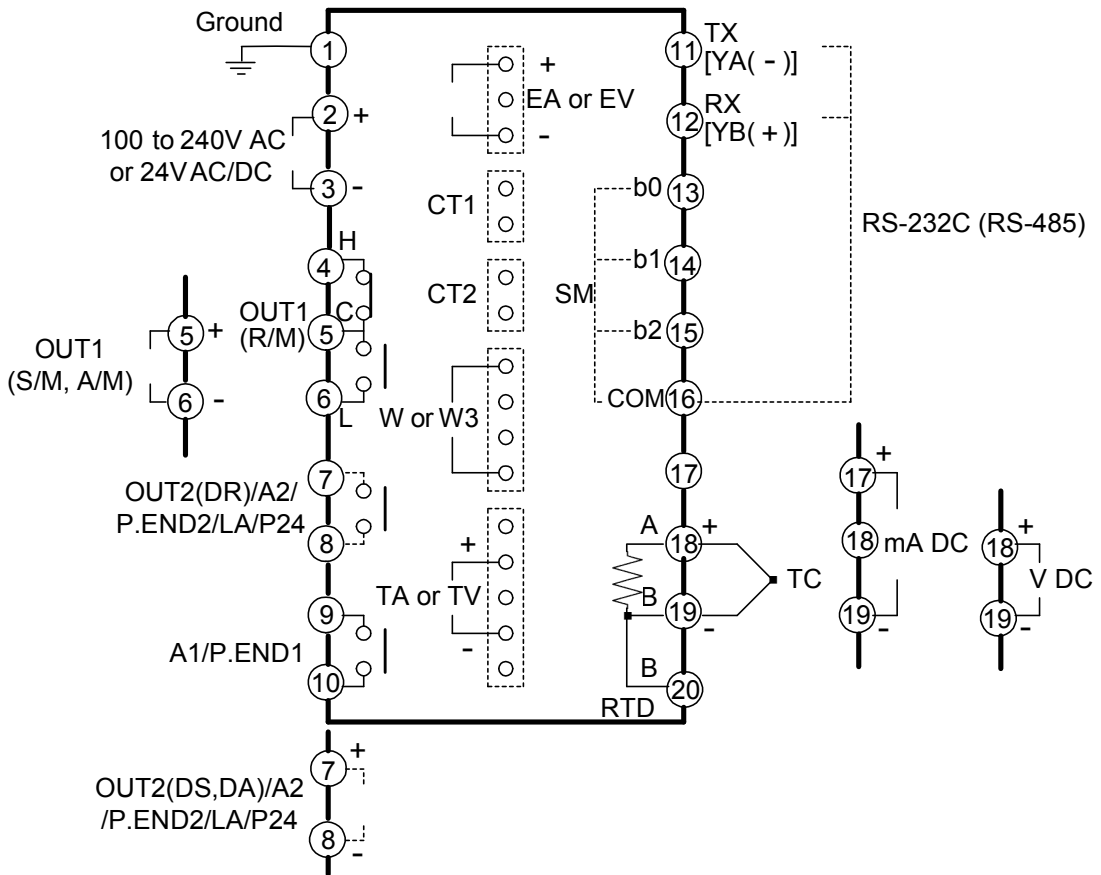 Ground
1
2
+
100 to 240V AC
or 24V AC/DC
3
-
H
4
OUT1
(R/M)
C
5
6
L
OUT1
(S/M, A/M)
5
+
6
-
7
OUT2(DR)/A2/
P.END2/LA/P24
8
9
A1/P.END1
10
7
+
OUT2(DS,DA)/A2
/P.END2/LA/P24
8
-
+
EA or EV
-
CT1
CT2
W or W3
+
TA or TV
-
11
TX
[YA( - )]
12
RX
[YB( + )]
b0
13
b1
14
SM
b2
15
COM
16
RS-232C (RS-485)
17
A
18
+
TC
B
19
-
B
20
RTD
17
+
18
mA DC
19
-
18
+
V DC
19
-